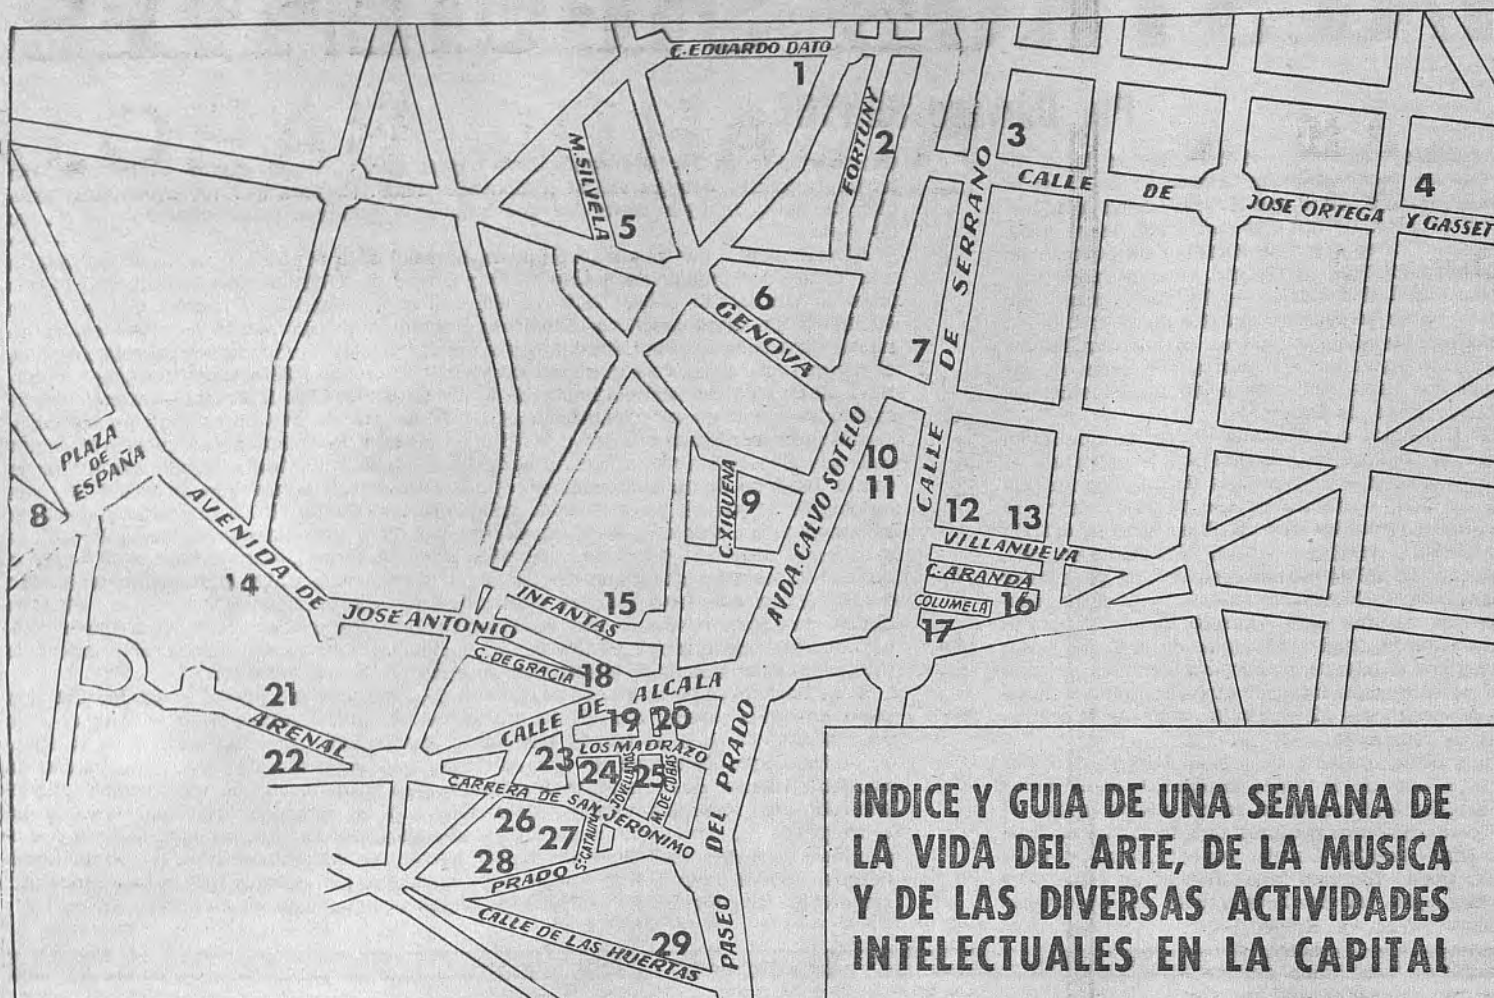 C. EDUARDO DATO
1
FORTUNY
2
3
M. SILVELA
5
CALLE DE JOSE ORTEGA Y GASSET
4
6
GENOVA
7
CALLE DE SERRANO
PLAZA
DE
ESPAÑA
8
AVENIDA DE JOSE ANTONIO
14
C. XIQUENA
9
AVDA. CALVO SOTELO
10
11
12
13
VILLANUEVA
C. ARANDA
COLUMELA
16
17
INFANTAS
15
C. DE GRACIA
18
CALLE DE ALCALA
19
20
21
ARENAL
22
LOS MADRAZO
23
24
JOVELLANOS
25
M. DE CUBAS
CARRERA DE SAN JERONIMO
26
27
Sª CATALINA
28
PRADO
CALLE DE LAS HUERTAS
29
PASEO DEL PRADO
INDICE Y GUIA DE UNA SEMANA DE
LA VIDA DEL ARTE, DE LA MUSICA
Y DE LAS DIVERSAS ACTIVIDADES
INTELECTUALES EN LA CAPITAL